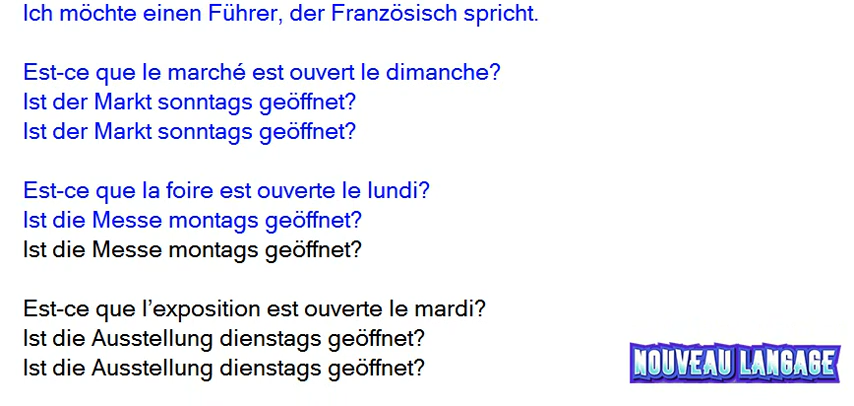 Ich möchte einen Führer, der Französisch spricht.
Est-ce que le marché est ouvert le dimanche?
Ist der Markt sonntags geöffnet?
Ist der Markt sonntags geöffnet?
Est-ce que la foire est ouverte le lundi?
Ist die Messe montags geöffnet?
Ist die Messe montags geöffnet?
Est-ce que l’exposition est ouverte le mardi?
Ist die Ausstellung dienstags geöffnet?
Ist die Ausstellung dienstags geöffnet?
NOUVEAU LANGAGE